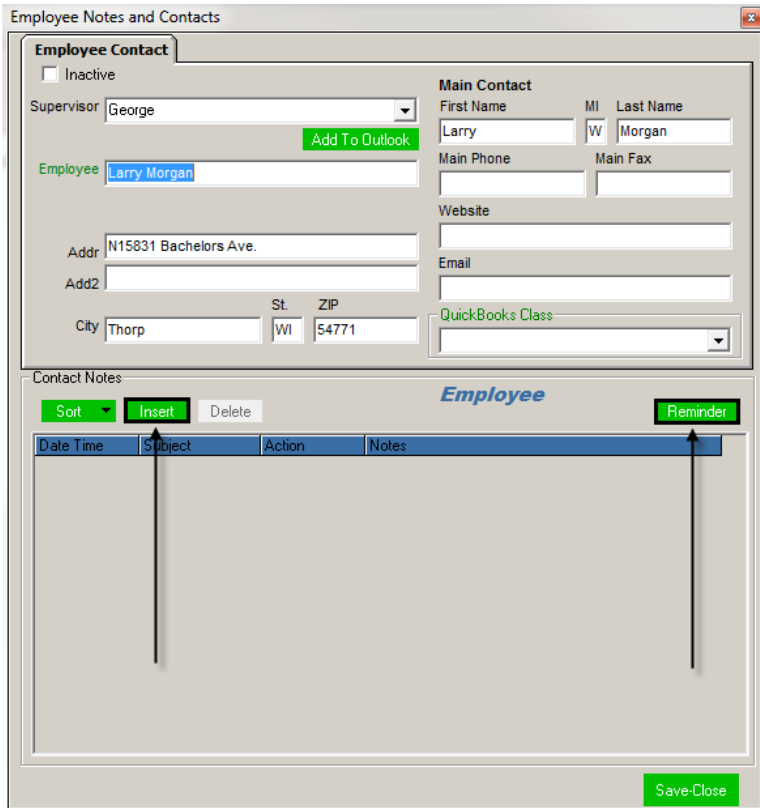 Employee Notes and Contacts
Employee Contact
Inactive
Supervisor George
Add To Outlook
Employee Larry Morgan
Addr N15831 Bachelors Ave.
Add2
St. ZIP
City Thorp WI 54771
Main Contact
First Name MI Last Name
Larry W Morgan
Main Phone Main Fax
Website
Email
QuickBooks Class
Contact Notes
Employee
Sort Insert Delete Reminder
Date Time Subject Action Notes
Save-Close